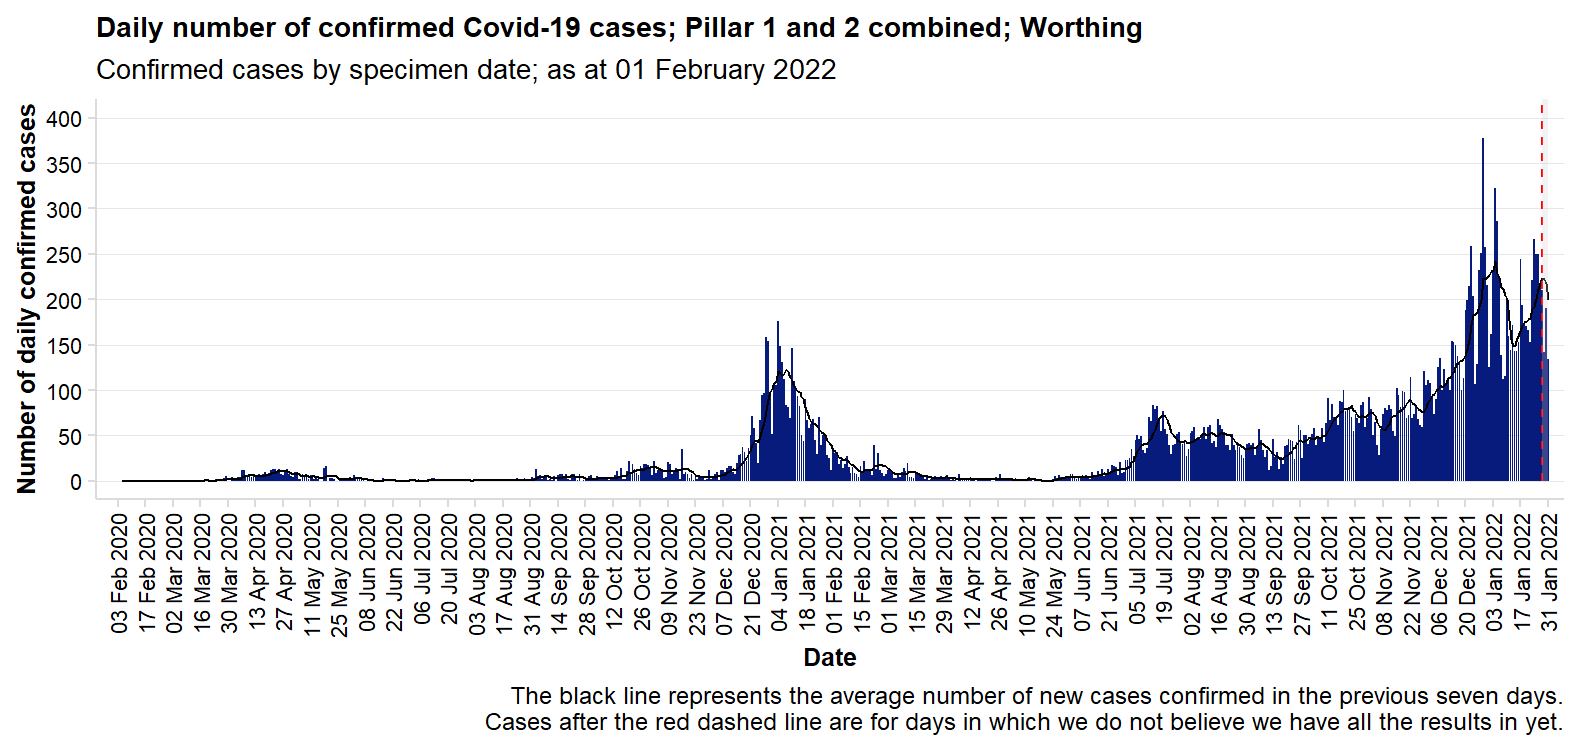 Daily number of confirmed Covid-19 cases; Pillar 1 and 2 combined; Worthing
Confirmed cases by specimen date; as at 01 February 2022
Number of daily confirmed cases
400
350
300
250
200
150
100
50
0
03 Feb 2020
17 Feb 2020
02 Mar 2020
16 Mar 2020
30 Mar 2020
13 Apr 2020
27 Apr 2020
11 May 2020
25 May 2020
08 Jun 2020
22 Jun 2020
06 Jul 2020
20 Jul 2020
03 Aug 2020
17 Aug 2020
31 Aug 2020
14 Sep 2020
28 Sep 2020
12 Oct 2020
26 Oct 2020
09 Nov 2020
23 Nov 2020
07 Dec 2020
21 Dec 2020
04 Jan 2021
18 Jan 2021
01 Feb 2021
15 Feb 2021
01 Mar 2021
15 Mar 2021
29 Mar 2021
12 Apr 2021
26 Apr 2021
10 May 2021
24 May 2021
07 Jun 2021
21 Jun 2021
05 Jul 2021
19 Jul 2021
02 Aug 2021
16 Aug 2021
30 Aug 2021
13 Sep 2021
27 Sep 2021
11 Oct 2021
25 Oct 2021
08 Nov 2021
22 Nov 2021
06 Dec 2021
20 Dec 2021
03 Jan 2022
17 Jan 2022
31 Jan 2022
Date
The black line represents the average number of new cases confirmed in the previous seven days.
Cases after the red dashed line are for days in which we do not believe we have all the results in yet.